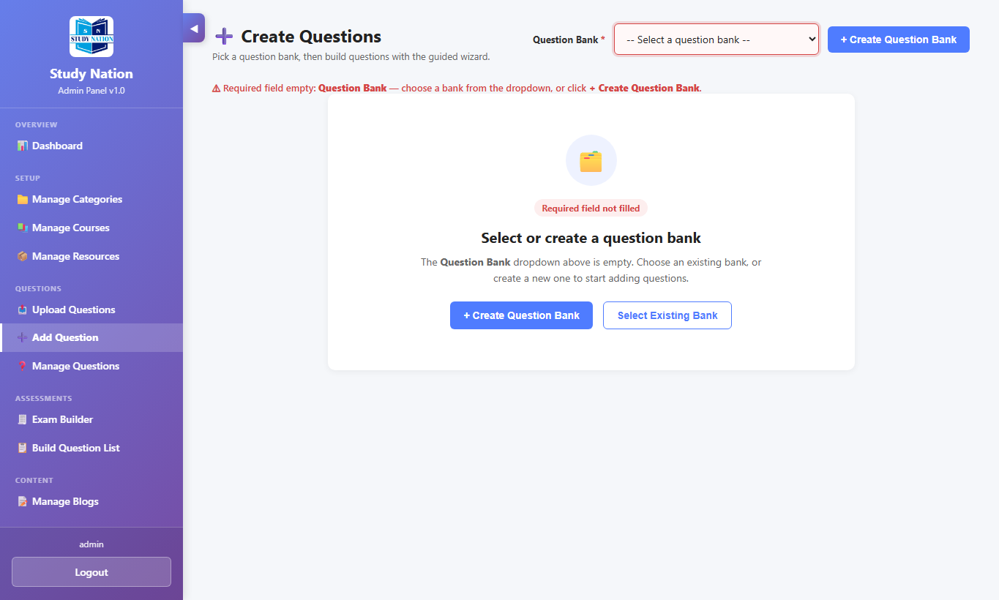 S N
STUDY NATION
Study Nation
Admin Panel v1.0
OVERVIEW
Dashboard
SETUP
Manage Categories
Manage Courses
Manage Resources
QUESTIONS
Upload Questions
Add Question
Manage Questions
ASSESSMENTS
Exam Builder
Build Question List
CONTENT
Manage Blogs
admin
Logout
Create Questions
Pick a question bank, then build questions with the guided wizard.
Question Bank *
-- Select a question bank --
+ Create Question Bank
⚠ Required field empty: Question Bank — choose a bank from the dropdown, or click + Create Question Bank.
Required field not filled
Select or create a question bank
The Question Bank dropdown above is empty. Choose an existing bank, or
create a new one to start adding questions.
+ Create Question Bank
Select Existing Bank